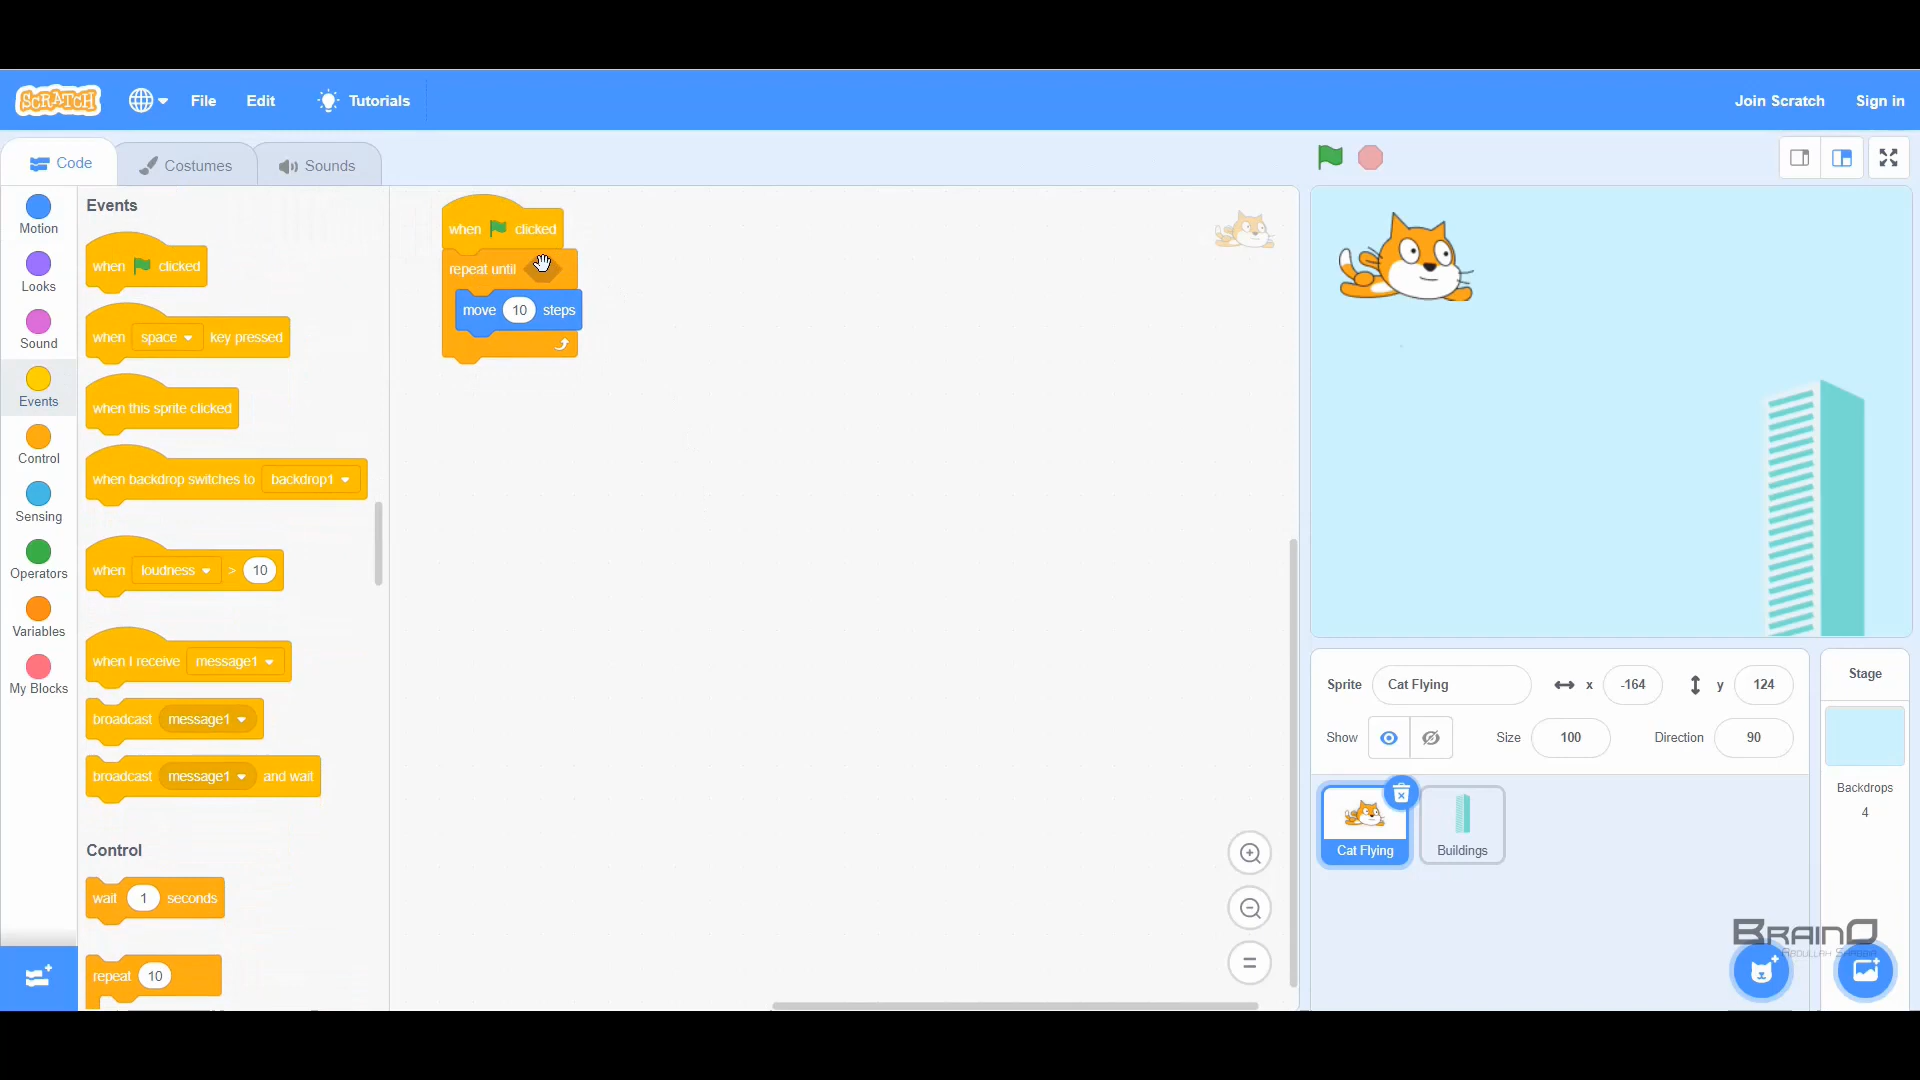 SCRATCH File Edit Tutorials Join Scratch Sign in
Code Costumes Sounds
Motion
Looks
Sound
Events
Control
Sensing
Operators
Variables
My Blocks
Events
when clicked
when space key pressed
when this sprite clicked
when backdrop switches to backdrop1
when loudness > 10
when I receive message1
broadcast message1
broadcast message1 and wait
Control
wait 1 seconds
repeat 10
when clicked
repeat until
move 10 steps
Sprite Cat Flying x -164 y 124
Show Size 100 Direction 90
Cat Flying
Buildings
Stage
Backdrops
4
BRAINO